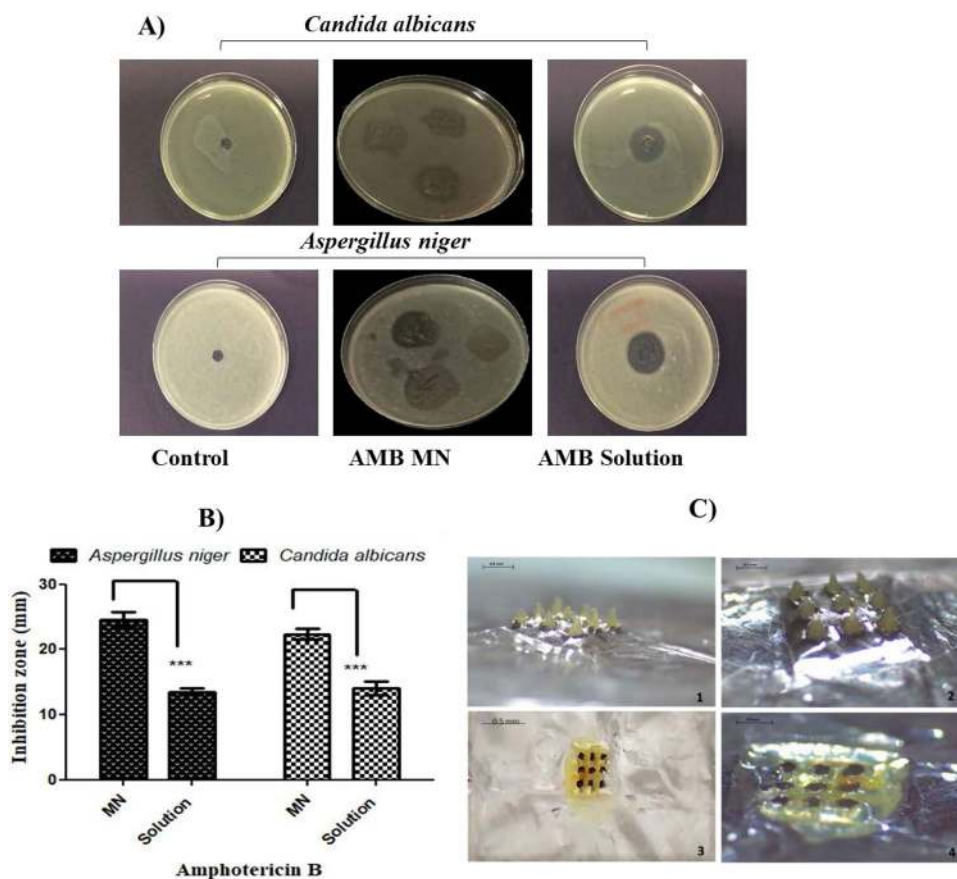 A)
Candida albicans
Aspergillus niger
Control AMB MN AMB Solution
B)
Aspergillus niger Candida albicans
Inhibition zone (mm)
30
20
10
0
***
***
MN
Solution
MN
Solution
Amphotericin B
C)
1
2
0.5 mm
3
4